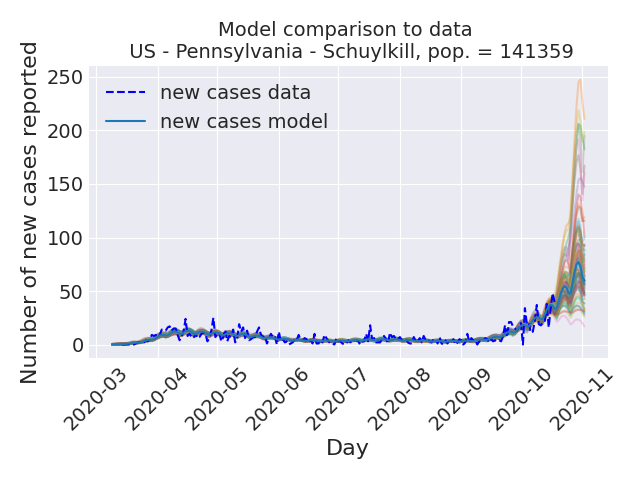 Model comparison to data
US - Pennsylvania - Schuylkill, pop. = 141359
Number of new cases reported
250
200
150
100
50
0
new cases data
new cases model
2020-03
2020-04
2020-05
2020-06
2020-07
2020-08
2020-09
2020-10
2020-11
Day